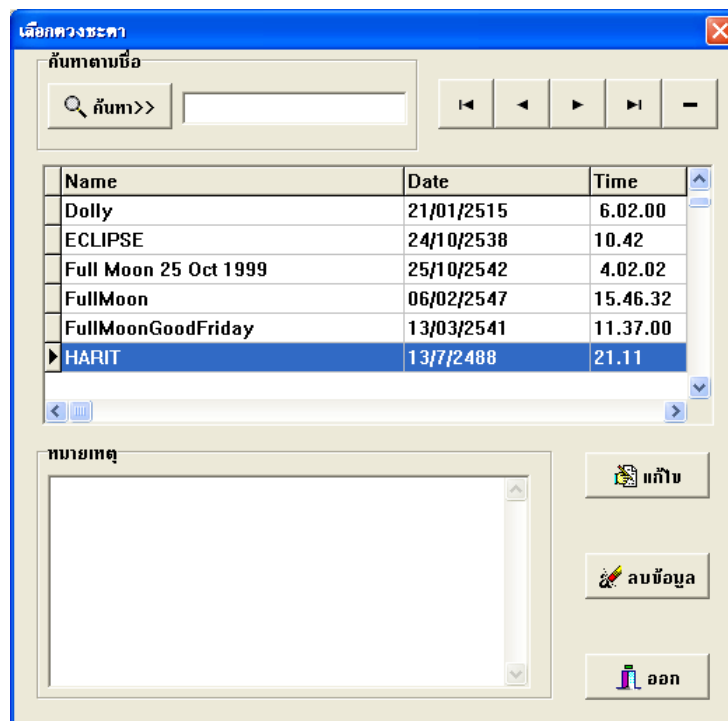 เลือกดวงชะตา
ค้นหาตามชื่อ
ค้นหา>>
Name Date Time
Dolly 21/01/2515 6.02.00
ECLIPSE 24/10/2538 10.42
Full Moon 25 Oct 1999 25/10/2542 4.02.02
FullMoon 06/02/2547 15.46.32
FullMoonGoodFriday 13/03/2541 11.37.00
HARIT 13/7/2488 21.11
หมายเหตุ
แก้ไข
ลบข้อมูล
ออก